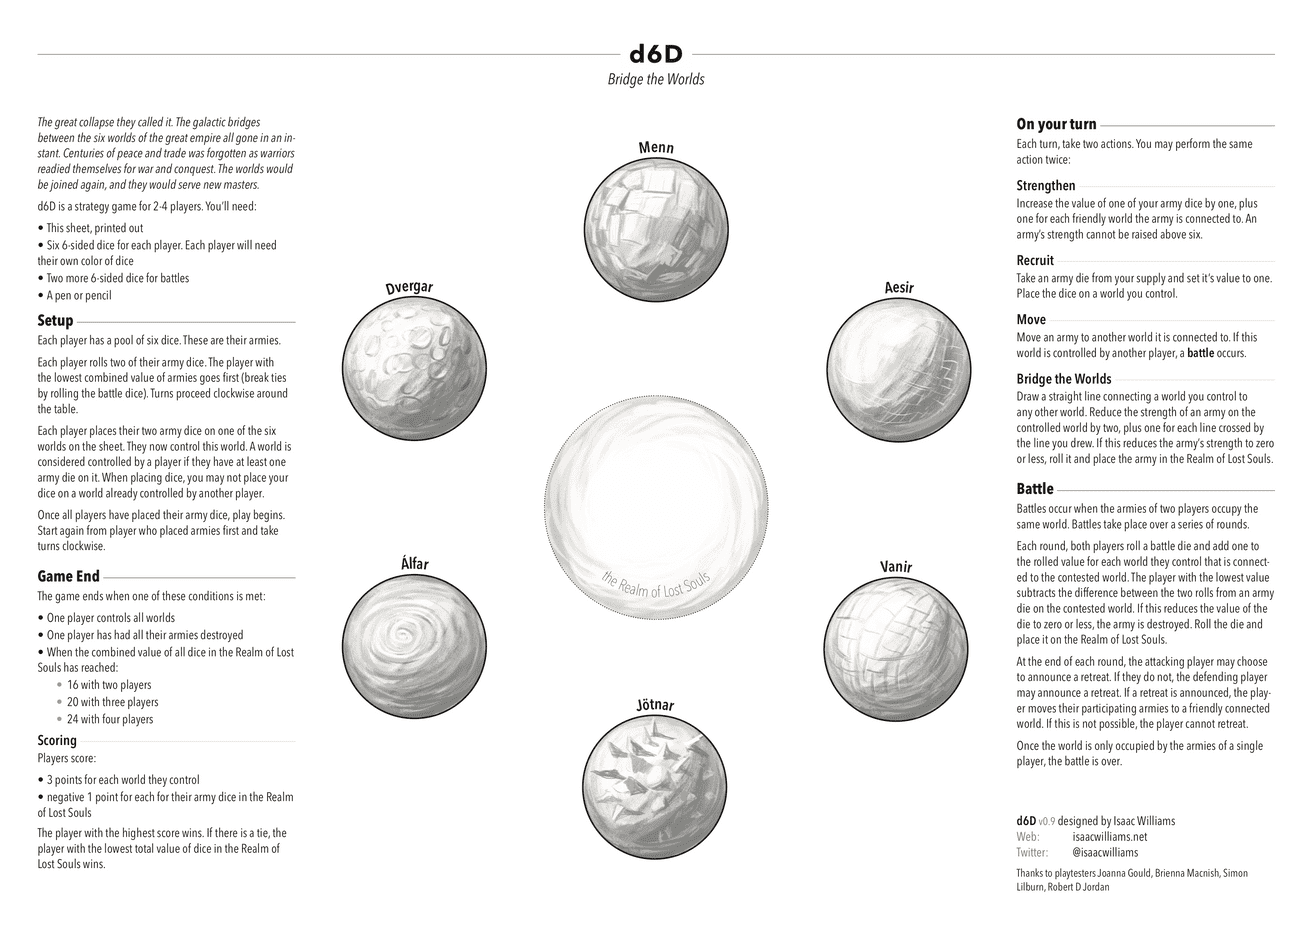 d6D
Bridge the Worlds
The great collapse they called it. The galactic bridges
between the six worlds of the great empire all gone in an in-
stant. Centuries of peace and trade was forgotten as warriors
readied themselves for war and conquest. The worlds would
be joined again, and they would serve new masters.
d6D is a strategy game for 2-4 players. You'll need:
• This sheet, printed out
• Six 6-sided dice for each player. Each player will need
their own color of dice
• Two more 6-sided dice for battles
• A pen or pencil
Setup
Each player has a pool of six dice. These are their armies.
Each player rolls two of their army dice. The player with
the lowest combined value of armies goes first (break ties
by rolling the battle dice). Turns proceed clockwise around
the table.
Each player places their two army dice on one of the six
worlds on the sheet. They now control this world. A world is
considered controlled by a player if they have at least one
army die on it. When placing dice, you may not place your
dice on a world already controlled by another player.
Once all players have placed their army dice, play begins.
Start again from player who placed armies first and take
turns clockwise.
Game End
The game ends when one of these conditions is met:
• One player controls all worlds
• One player has had all their armies destroyed
• When the combined value of all dice in the Realm of Lost
Souls has reached:
• 16 with two players
• 20 with three players
• 24 with four players
Scoring
Players score:
• 3 points for each world they control
• negative 1 point for each for their army dice in the Realm
of Lost Souls
The player with the highest score wins. If there is a tie, the
player with the lowest total value of dice in the Realm of
Lost Souls wins.
Menn
Dvergar
Aesir
the Realm of Lost Souls
Álfar
Vanir
Jötnar
On your turn
Each turn, take two actions. You may perform the same
action twice:
Strengthen
Increase the value of one of your army dice by one, plus
one for each friendly world the army is connected to. An
army's strength cannot be raised above six.
Recruit
Take an army die from your supply and set it's value to one.
Place the dice on a world you control.
Move
Move an army to another world it is connected to. If this
world is controlled by another player, a battle occurs.
Bridge the Worlds
Draw a straight line connecting a world you control to
any other world. Reduce the strength of an army on the
controlled world by two, plus one for each line crossed by
the line you drew. If this reduces the army's strength to zero
or less, roll it and place the army in the Realm of Lost Souls.
Battle
Battles occur when the armies of two players occupy the
same world. Battles take place over a series of rounds.
Each round, both players roll a battle die and add one to
the rolled value for each world they control that is connect-
ed to the contested world. The player with the lowest value
subtracts the difference between the two rolls from an army
die on the contested world. If this reduces the value of the
die to zero or less, the army is destroyed. Roll the die and
place it on the Realm of Lost Souls.
At the end of each round, the attacking player may choose
to announce a retreat. If they do not, the defending player
may announce a retreat. If a retreat is announced, the play-
er moves their participating armies to a friendly connected
world. If this is not possible, the player cannot retreat.
Once the world is only occupied by the armies of a single
player, the battle is over.
d6D v0.9 designed by Isaac Williams
Web: isaacwilliams.net
Twitter: @isaacwilliams
Thanks to playtesters Joanna Gould, Brienna Macnish, Simon
Lilburn, Robert D Jordan